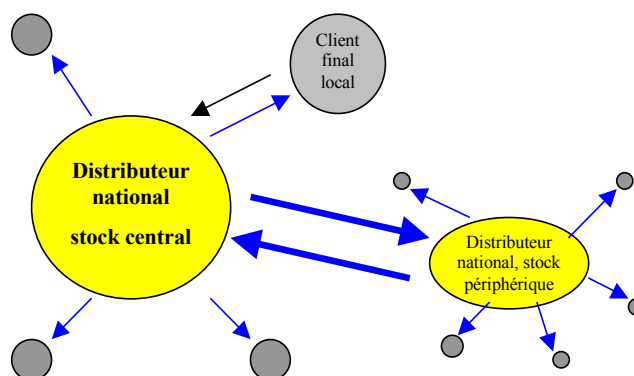 Client
final
local
Distributeur
national
stock central
Distributeur
national, stock
périphérique